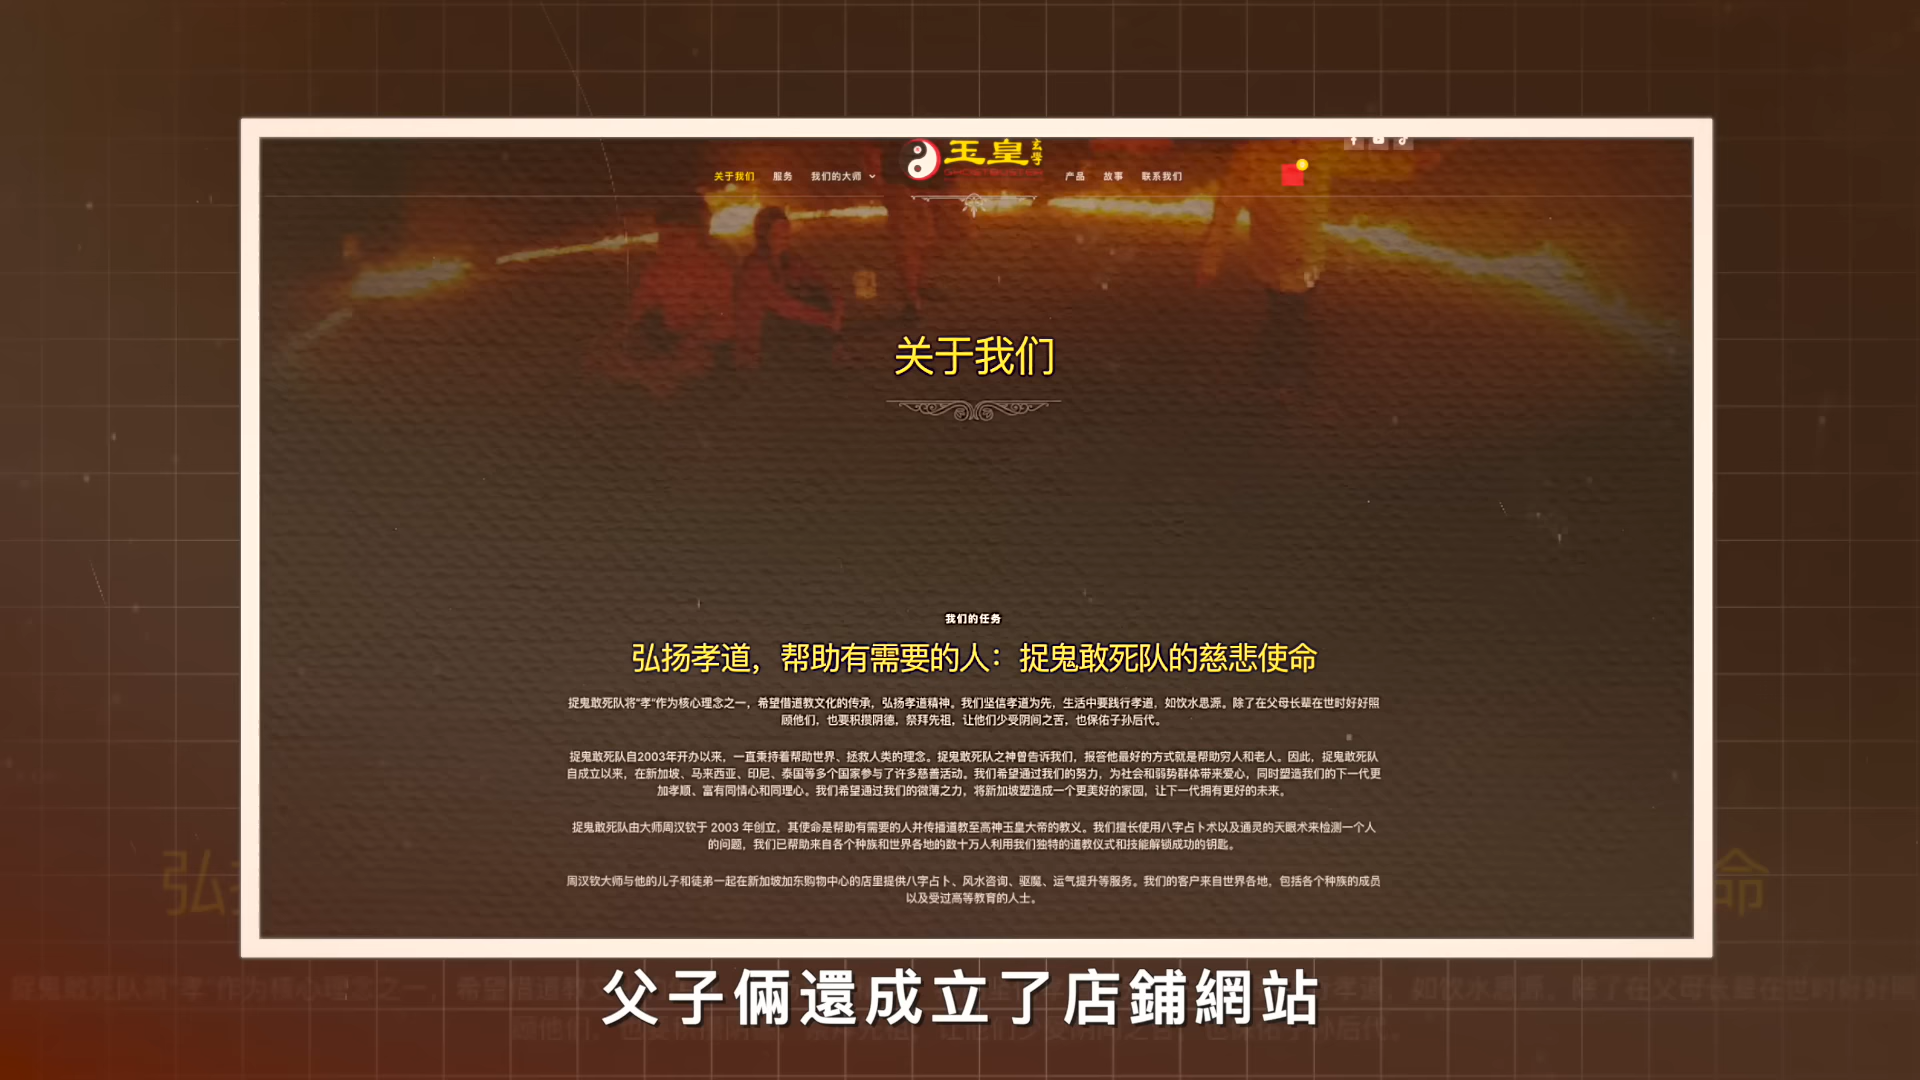 玉皇玄学
关于我们 服务 我们的大师 产品 故事 联系我们
0
关于我们
我们的任务
弘扬孝道，帮助有需要的人：捉鬼敢死队的慈悲使命
捉鬼敢死队将“孝”作为核心理念之一，希望借道教文化的传承，弘扬孝道精神。我们坚信孝道为先，生活中要践行孝道，如饮水思源。除了在父母长辈在世时好好照
顾他们，也要积攒阴德，祭拜先祖，让他们少受阴间之苦，也保佑子孙后代。
捉鬼敢死队自2003年开办以来，一直秉持着帮助世界、拯救人类的理念。捉鬼敢死队之神曾告诉我们，报答他最好的方式就是帮助穷人和老人。因此，捉鬼敢死队
自成立以来，在新加坡、马来西亚、印尼、泰国等多个国家参与了许多慈善活动。我们希望通过我们的努力，为社会和弱势群体带来爱心，同时塑造我们的下一代更
加孝顺、富有同情心和同理心。我们希望通过我们的微薄之力，将新加坡塑造成一个更美好的家园，让下一代拥有更好的未来。
捉鬼敢死队由大师周汉钦于 2003 年创立，其使命是帮助有需要的人并传播道教至高神玉皇大帝的教义。我们擅长使用八字占卜术以及通灵的天眼术来检测一个人
的问题，我们已帮助来自各个种族和世界各地的数十万人利用我们独特的道教仪式和技能解锁成功的钥匙。
周汉钦大师与他的儿子和徒弟一起在新加坡加东购物中心的店里提供八字占卜、风水咨询、驱魔、运气提升等服务。我们的客户来自世界各地，包括各个种族的成员
以及受过高等教育的人士。
父子倆還成立了店鋪網站